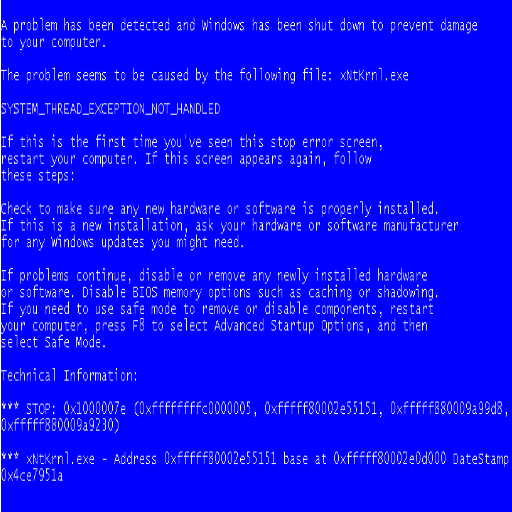 A problem has been detected and Windows has been shut down to prevent damage
to your computer.
The problem seems to be caused by the following file: xNtKrnl.exe
SYSTEM_THREAD_EXCEPTION_NOT_HANDLED
If this is the first time you've seen this stop error screen,
restart your computer. If this screen appears again, follow
these steps:
Check to make sure any new hardware or software is properly installed.
If this is a new installation, ask your hardware or software manufacturer
for any Windows updates you might need.
If problems continue, disable or remove any newly installed hardware
or software. Disable BIOS memory options such as caching or shadowing.
If you need to use safe mode to remove or disable components, restart
your computer, press F8 to select Advanced Startup Options, and then
select Safe Mode.
Technical Information:
*** STOP: 0x1000007e (0xffffffffc0000005, 0xfffff80002e55151, 0xfffff880009a99d8,
0xfffff880009a9230)
*** xNtKrnl.exe - Address 0xfffff80002e55151 base at 0xfffff80002e0d000 DateStamp
0x4ce7951a